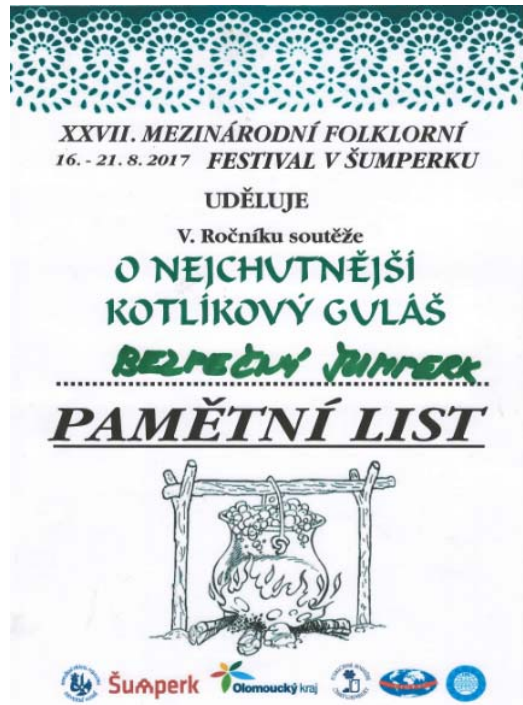 XXVII. MEZINÁRODNÍ FOLKLORNÍ
16. - 21. 8. 2017 FESTIVAL V ŠUMPERKU
UDĚLUJE
V. Ročníku soutěže
O NEJCHUTNĚJŠÍ
KOTLÍKOVÝ GULÁŠ
BEZPEČNÝ ŠUMPERK
PAMĚTNÍ LIST
Šumperk
Olomoucký kraj